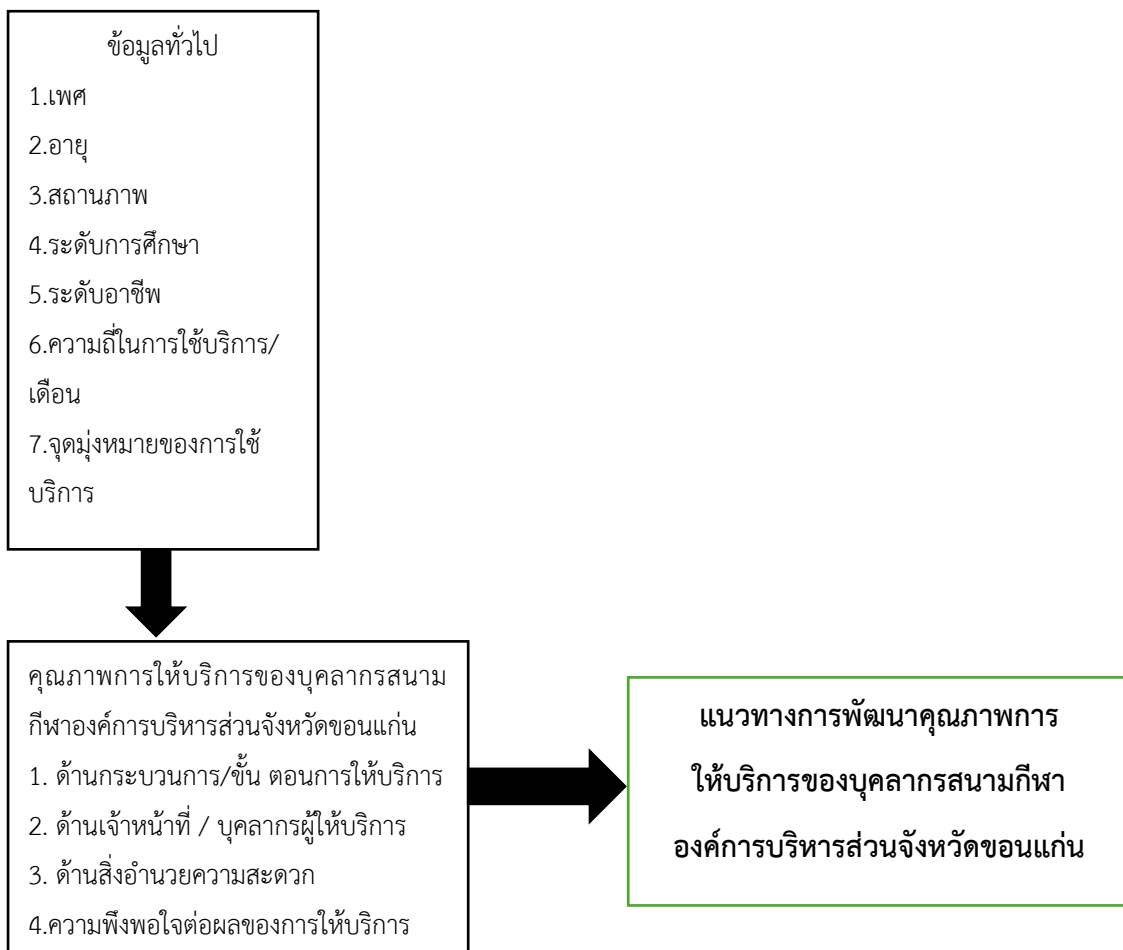 ข้อมูลทั่วไป
1.เพศ
2.อายุ
3.สถานภาพ
4.ระดับการศึกษา
5.ระดับอาชีพ
6.ความถี่ในการใช้บริการ/
เดือน
7.จุดมุ่งหมายของการใช้
บริการ
คุณภาพการให้บริการของบุคลากรสนาม
กีฬาองค์การบริหารส่วนจังหวัดขอนแก่น
1. ด้านกระบวนการ/ขั้น ตอนการให้บริการ
2. ด้านเจ้าหน้าที่ / บุคลากรผู้ให้บริการ
3. ด้านสิ่งอำนวยความสะดวก
4.ความพึงพอใจต่อผลของการให้บริการ
แนวทางการพัฒนาคุณภาพการ
ให้บริการของบุคลากรสนามกีฬา
องค์การบริหารส่วนจังหวัดขอนแก่น